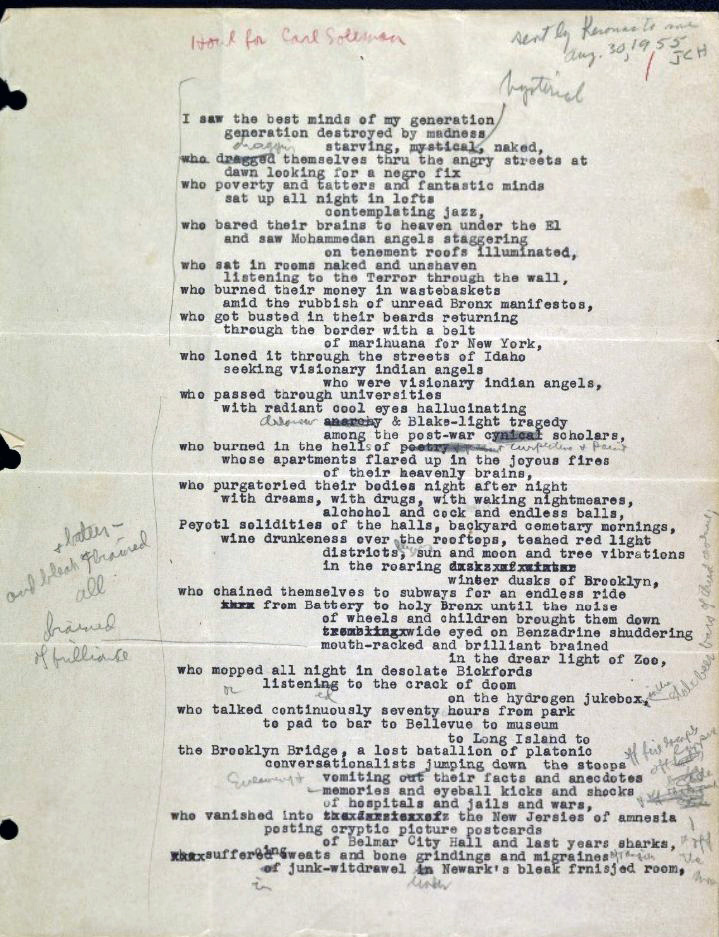 Howl for Carl Solomon
sent by Kerouac to me
Aug. 30, 1955
JCH
hysterical
I saw the best minds of my generation
generation destroyed by madness
starving, mystical, naked,
dragging
who dragged themselves thru the angry streets at
dawn looking for a negro fix
who poverty and tatters and fantastic minds
sat up all night in lofts
contemplating jazz,
who bared their brains to heaven under the El
and saw Mohammedan angels staggering
on tenement roofs illuminated,
who sat in rooms naked and unshaven
listening to the Terror through the wall,
who burned their money in wastebaskets
amid the rubbish of unread Bronx manifestos,
who got busted in their beards returning
through the border with a belt
of marihuana for New York,
who loned it through the streets of Idaho
seeking visionary indian angels
who were visionary indian angels,
who passed through universities
with radiant cool eyes hallucinating
anarchy & Blake-light tragedy
among the post-war cynical scholars,
who burned in the hells of poetry
whose apartments flared up in the joyous fires
of their heavenly brains,
who purgatoried their bodies night after night
with dreams, with drugs, with waking nightmeares,
alchohol and cock and endless balls,
Peyotl solidities of the halls, backyard cemetary mornings,
wine drunkeness over the rooftops, teahed red light
districts, sun and moon and tree vibrations
in the roaring
winter dusks of Brooklyn,
who chained themselves to subways for an endless ride
from Battery to holy Bronx until the noise
of wheels and children brought them down
tremblingxwide eyed on Benzadrine shuddering
mouth-racked and brilliant brained
in the drear light of Zoo,
and bleak
all
brained
of brilliance
who mopped all night in desolate Bickfords
or
listening to the crack of doom
ed
on the hydrogen jukebox,
who talked continuously seventy hours from park
to pad to bar to Bellevue to museum
to Long Island to
the Brooklyn Bridge, a lost batallion of platonic
conversationalists jumping down the stoops
vomiting out their facts and anecdotes
memories and eyeball kicks and shocks
of hospitals and jails and wars,
who vanished into the New Jersies of amnesia
posting cryptic picture postcards
of Belmar City Hall and last years sharks,
suffered sweats and bone grindings and migraines
ing
of junk-witdrawel in Newark's bleak frnisjed room,
in
under